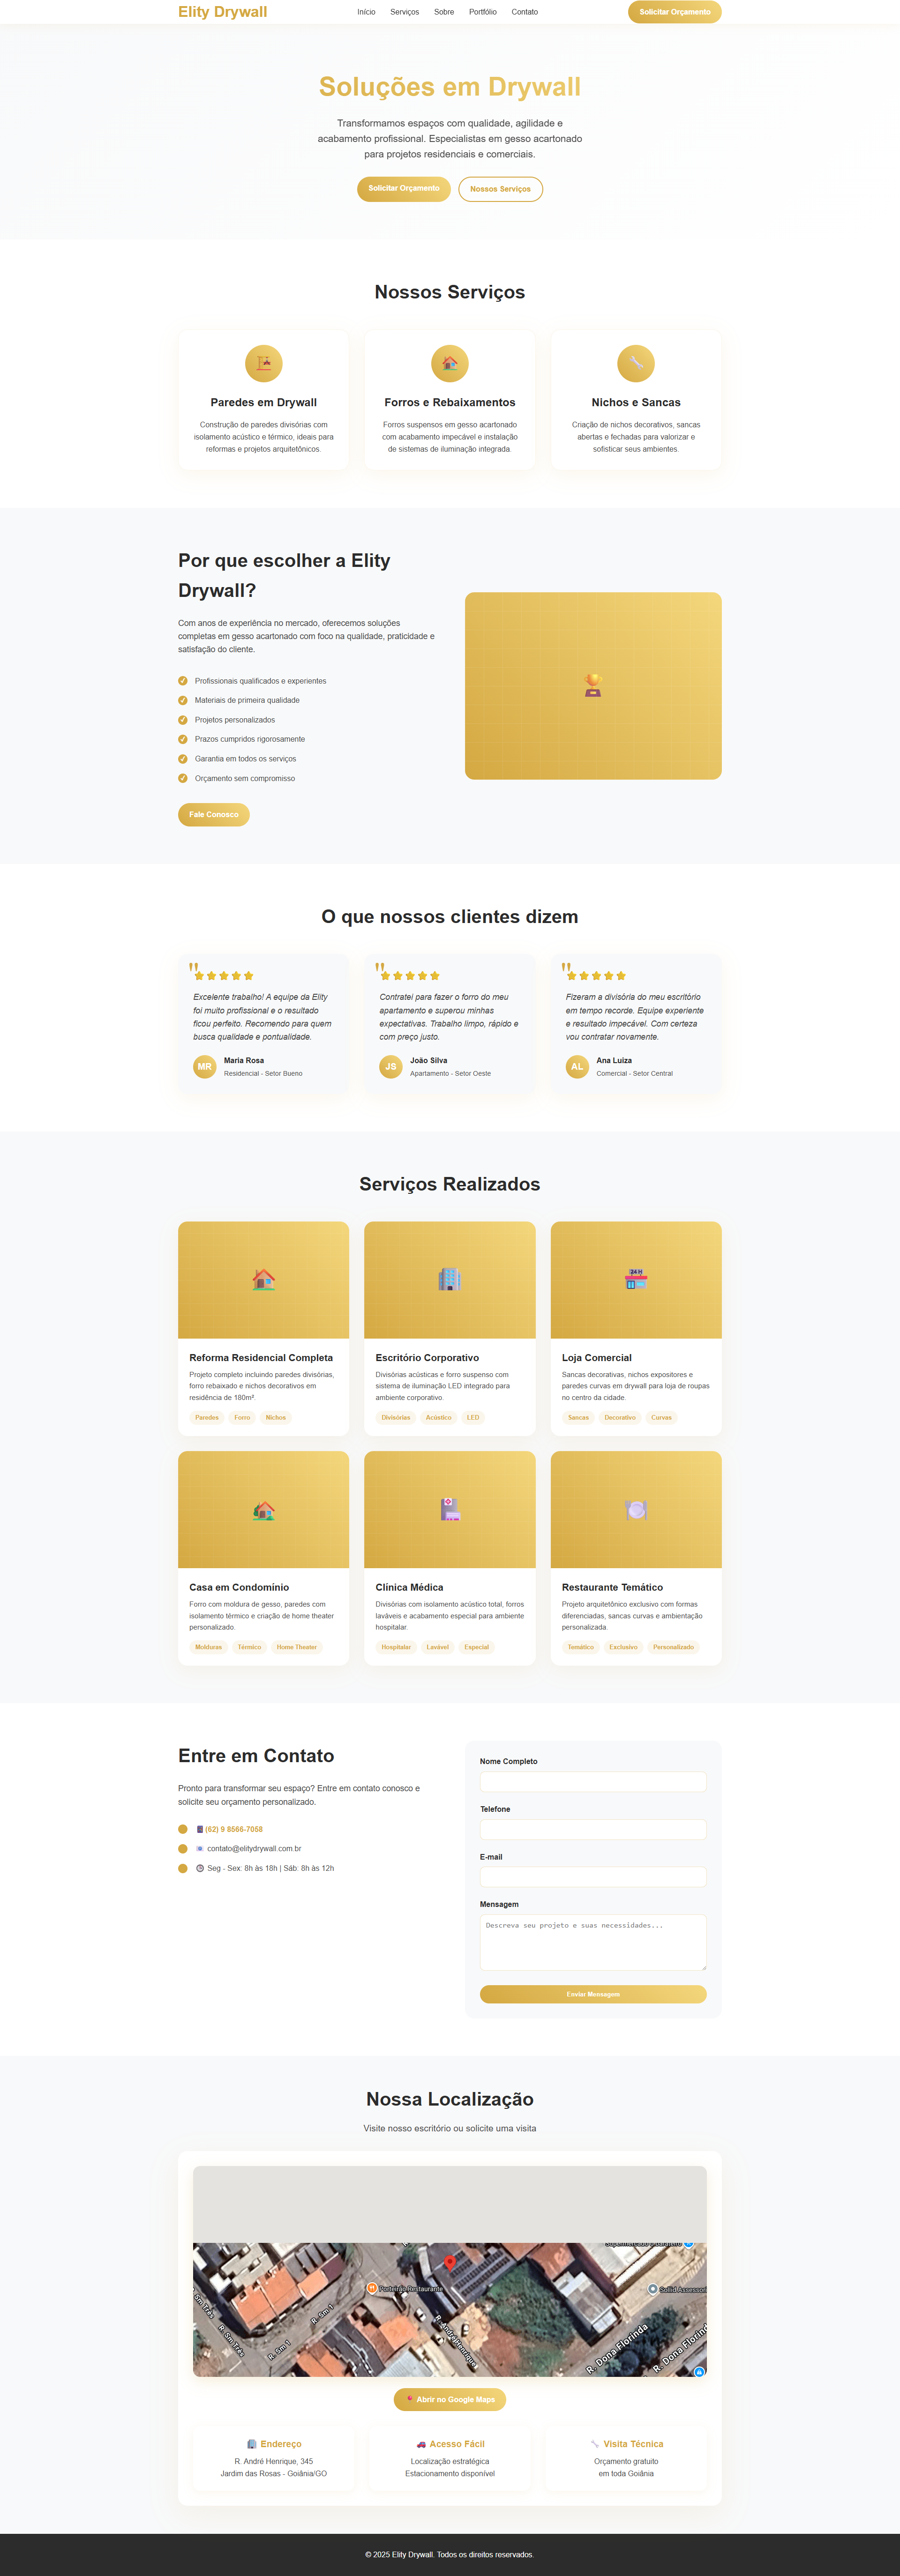 Elity Drywall
Início
Serviços
Sobre
Portfólio
Contato
Solicitar Orçamento
Soluções em Drywall
Transformamos espaços com qualidade, agilidade e
acabamento profissional. Especialistas em gesso acartonado
para projetos residenciais e comerciais.
Solicitar Orçamento
Nossos Serviços
Nossos Serviços
Paredes em Drywall
Construção de paredes divisórias com
isolamento acústico e térmico, ideais para
reformas e projetos arquitetônicos.
Forros e Rebaixamentos
Forros suspensos em gesso acartonado
com acabamento impecável e instalação
de sistemas de iluminação integrada.
Nichos e Sancas
Criação de nichos decorativos, sancas
abertas e fechadas para valorizar e
sofisticar seus ambientes.
Por que escolher a Elity
Drywall?
Com anos de experiência no mercado, oferecemos soluções
completas em gesso acartonado com foco na qualidade, praticidade e
satisfação do cliente.
Profissionais qualificados e experientes
Materiais de primeira qualidade
Projetos personalizados
Prazos cumpridos rigorosamente
Garantia em todos os serviços
Orçamento sem compromisso
Fale Conosco
O que nossos clientes dizem
"
Excelente trabalho! A equipe da Elity
foi muito profissional e o resultado
ficou perfeito. Recomendo para quem
busca qualidade e pontualidade.
MR
Maria Rosa
Residencial - Setor Bueno
"
Contratei para fazer o forro do meu
apartamento e superou minhas
expectativas. Trabalho limpo, rápido e
com preço justo.
JS
João Silva
Apartamento - Setor Oeste
"
Fizeram a divisória do meu escritório
em tempo recorde. Equipe experiente
e resultado impecável. Com certeza
vou contratar novamente.
AL
Ana Luiza
Comercial - Setor Central
Serviços Realizados
Reforma Residencial Completa
Projeto completo incluindo paredes divisórias,
forro rebaixado e nichos decorativos em
residência de 180m².
Paredes
Forro
Nichos
Escritório Corporativo
Divisórias acústicas e forro suspenso com
sistema de iluminação LED integrado para
ambiente corporativo.
Divisórias
Acústico
LED
24H
Loja Comercial
Sancas decorativas, nichos expositores e
paredes curvas em drywall para loja de roupas
no centro da cidade.
Sancas
Decorativo
Curvas
Casa em Condomínio
Forro com moldura de gesso, paredes com
isolamento térmico e criação de home theater
personalizado.
Molduras
Térmico
Home Theater
Clínica Médica
Divisórias com isolamento acústico total, forros
laváveis e acabamento especial para ambiente
hospitalar.
Hospitalar
Lavável
Especial
Restaurante Temático
Projeto arquitetônico exclusivo com formas
diferenciadas, sancas curvas e ambientação
personalizada.
Temático
Exclusivo
Personalizado
Entre em Contato
Pronto para transformar seu espaço? Entre em contato conosco e
solicite seu orçamento personalizado.
(62) 9 8566-7058
contato@elitydrywall.com.br
Seg - Sex: 8h às 18h | Sáb: 8h às 12h
Nome Completo
Telefone
E-mail
Mensagem
Descreva seu projeto e suas necessidades...
Enviar Mensagem
Nossa Localização
Visite nosso escritório ou solicite uma visita
Porteirão Restaurante
R. Sm Três
R. Sm 1
R. Sm 1
R. André Henrique
R. Dona Florinda
Abrir no Google Maps
Endereço
R. André Henrique, 345
Jardim das Rosas - Goiânia/GO
Acesso Fácil
Localização estratégica
Estacionamento disponível
Visita Técnica
Orçamento gratuito
em toda Goiânia
© 2025 Elity Drywall. Todos os direitos reservados.